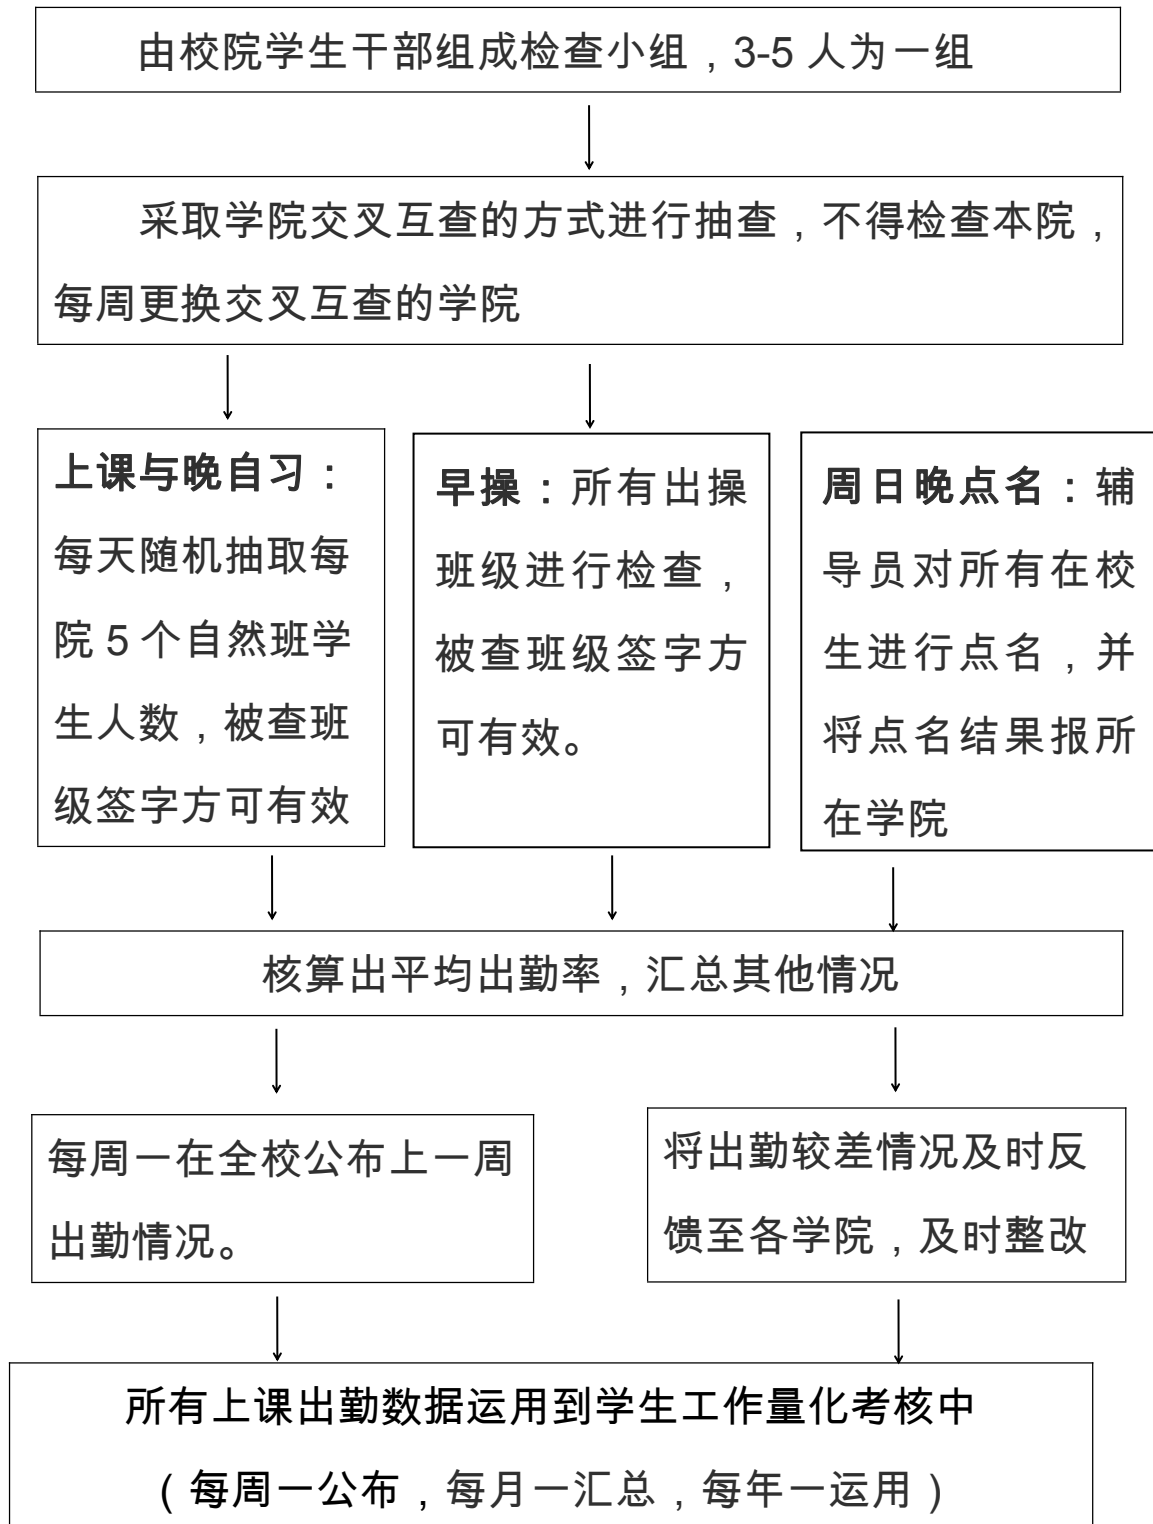 由校院学生干部组成检查小组，3-5 人为一组
采取学院交叉互查的方式进行抽查，不得检查本院，
每周更换交叉互查的学院
上课与晚自习：
每天随机抽取每
院 5 个自然班学
生人数，被查班
级签字方可有效
早操：所有出操
班级进行检查，
被查班级签字方
可有效。
周日晚点名：辅
导员对所有在校
生进行点名，并
将点名结果报所
在学院
核算出平均出勤率，汇总其他情况
每周一在全校公布上一周
出勤情况。
将出勤较差情况及时反
馈至各学院，及时整改
所有上课出勤数据运用到学生工作量化考核中
（每周一公布，每月一汇总，每年一运用）